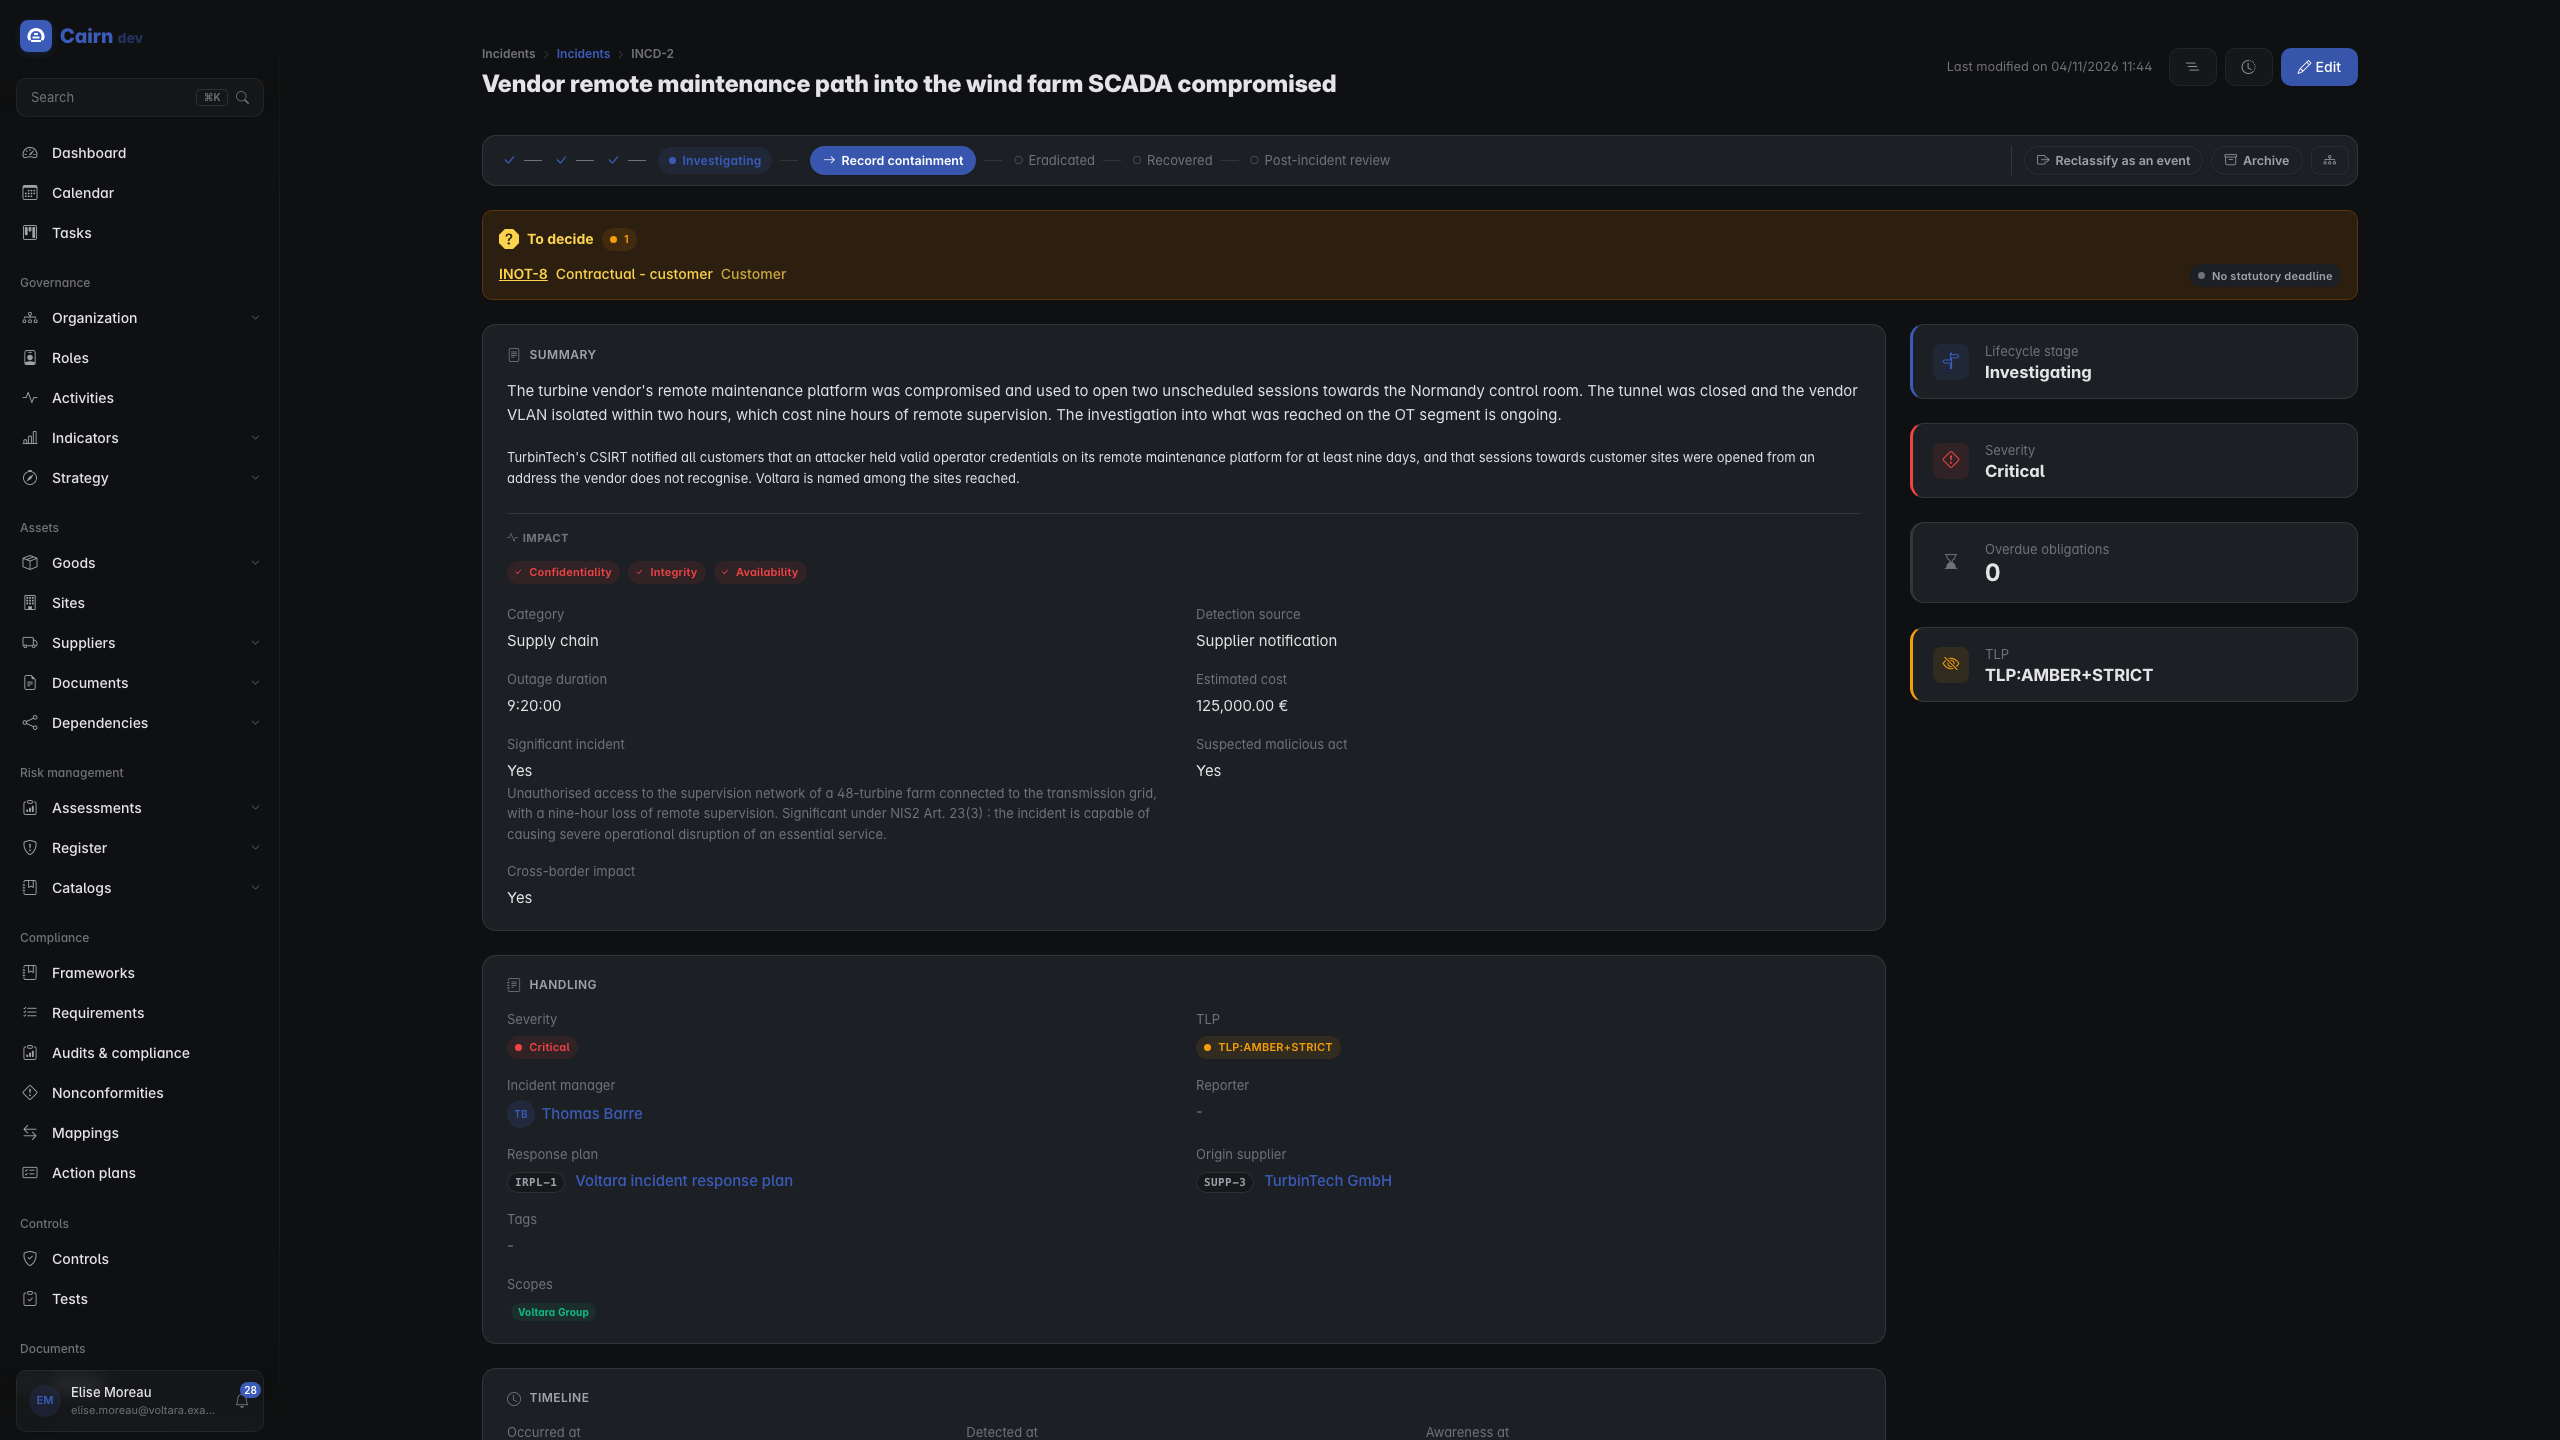 Cairn dev
Search ⌘K
Dashboard
Calendar
Tasks
Governance
Organization
Roles
Activities
Indicators
Strategy
Assets
Goods
Sites
Suppliers
Documents
Dependencies
Risk management
Assessments
Register
Catalogs
Compliance
Frameworks
Requirements
Audits & compliance
Nonconformities
Mappings
Action plans
Controls
Controls
Tests
Documents
EM
Elise Moreau
elise.moreau@voltara.exa...
28
Incidents > Incidents > INCD-2
Vendor remote maintenance path into the wind farm SCADA compromised
Last modified on 04/11/2026 11:44
Edit
Investigating
Record containment
Eradicated
Recovered
Post-incident review
Reclassify as an event
Archive
To decide 1
INOT-8 Contractual - customer Customer
No statutory deadline
SUMMARY
The turbine vendor's remote maintenance platform was compromised and used to open two unscheduled sessions towards the Normandy control room. The tunnel was closed and the vendor
VLAN isolated within two hours, which cost nine hours of remote supervision. The investigation into what was reached on the OT segment is ongoing.
TurbinTech's CSIRT notified all customers that an attacker held valid operator credentials on its remote maintenance platform for at least nine days, and that sessions towards customer sites were opened from an
address the vendor does not recognise. Voltara is named among the sites reached.
IMPACT
Confidentiality Integrity Availability
Category
Supply chain
Detection source
Supplier notification
Outage duration
9:20:00
Estimated cost
125,000.00 €
Significant incident
Yes
Unauthorised access to the supervision network of a 48-turbine farm connected to the transmission grid,
with a nine-hour loss of remote supervision. Significant under NIS2 Art. 23(3) : the incident is capable of
causing severe operational disruption of an essential service.
Suspected malicious act
Yes
Cross-border impact
Yes
Lifecycle stage
Investigating
Severity
Critical
Overdue obligations
0
TLP
TLP:AMBER+STRICT
HANDLING
Severity
Critical
TLP
TLP:AMBER+STRICT
Incident manager
TB Thomas Barre
Reporter
-
Response plan
IRPL-1 Voltara incident response plan
Origin supplier
SUPP-3 TurbinTech GmbH
Tags
-
Scopes
Voltara Group
TIMELINE
Occurred at
Detected at
Awareness at